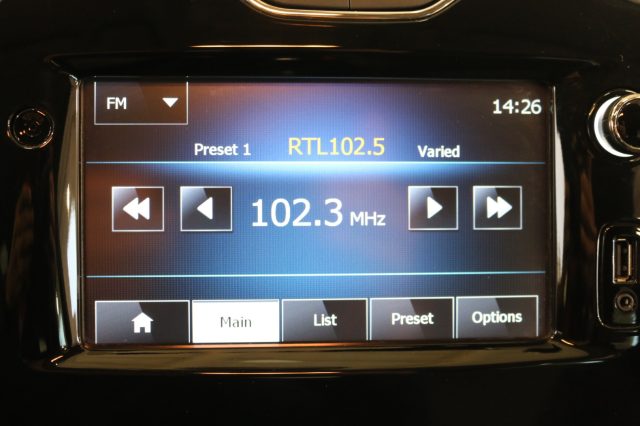 FM
14:26
Preset 1 RTL102.5 Varied
102.3 MHz
Main List Preset Options